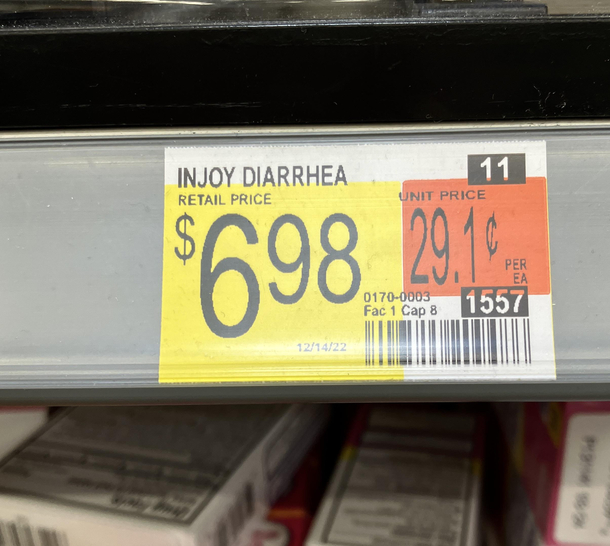 INJOY DIARRHEA
11
RETAIL PRICE
UNIT PRICE
$6.98
29.1¢
PER
EA
0170-0003
Fac 1 Cap 8
1557
12/14/22